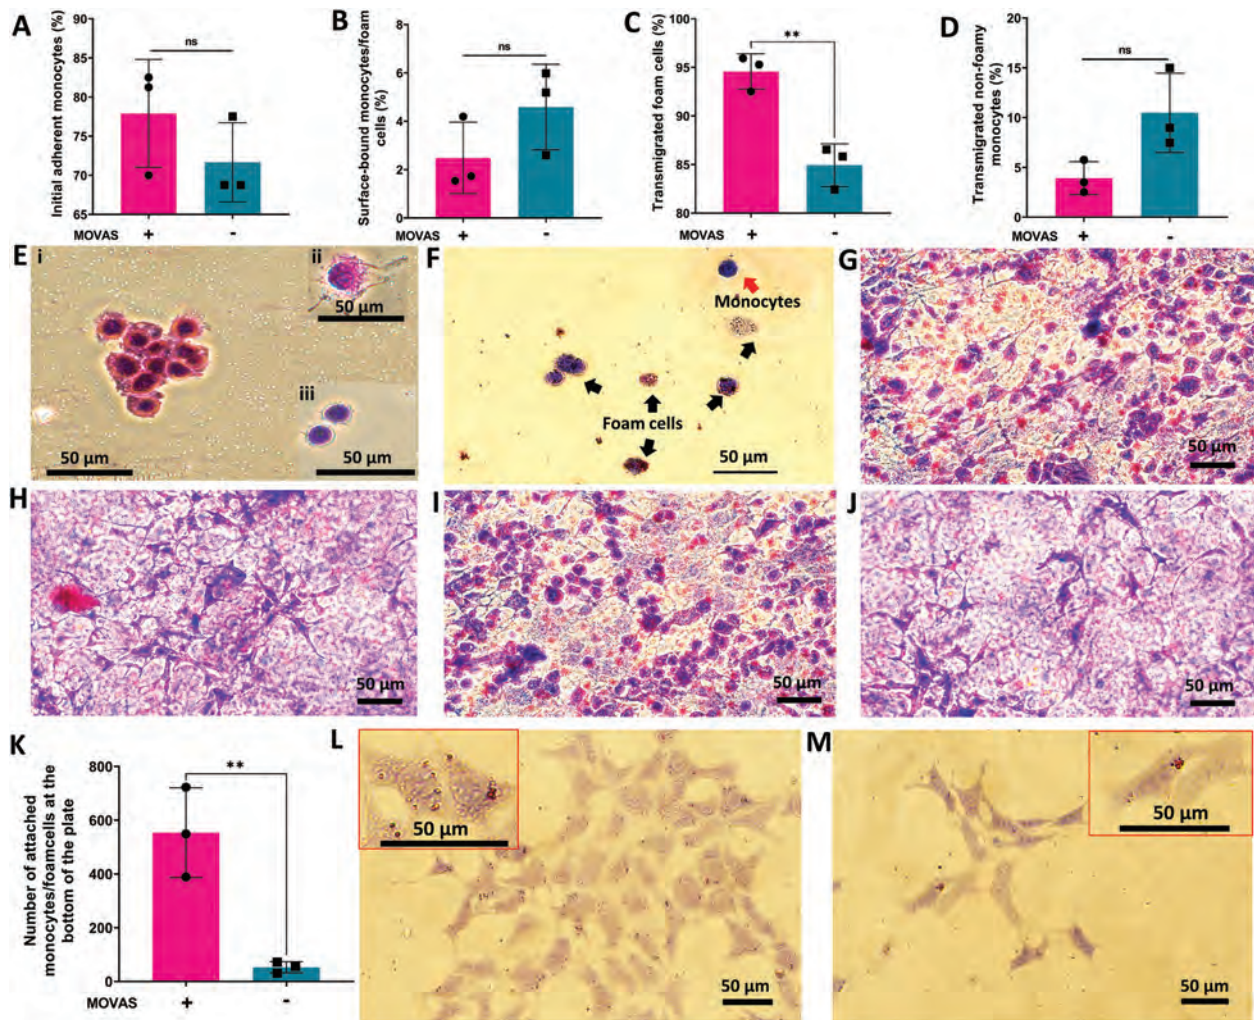 A
Initial adherent monocytes (%)
90
85
80
75
70
65
ns
MOVAS
+
-
B
Surface-bound monocytes/foam
cells (%)
8
6
4
2
0
ns
MOVAS
+
-
C
Transmigrated foam cells (%)
100
95
90
85
80
**
MOVAS
+
-
D
Transmigrated non-foamy
monocytes (%)
20
15
10
5
0
ns
MOVAS
+
-
E
i
ii
50 µm
iii
50 µm
50 µm
F
Monocytes
Foam cells
50 µm
G
50 µm
H
50 µm
I
50 µm
J
50 µm
K
Number of attached
monocytes/foamcells at the
bottom of the plate
800
600
400
200
0
**
MOVAS
+
-
L
50 µm
50 µm
M
50 µm
50 µm